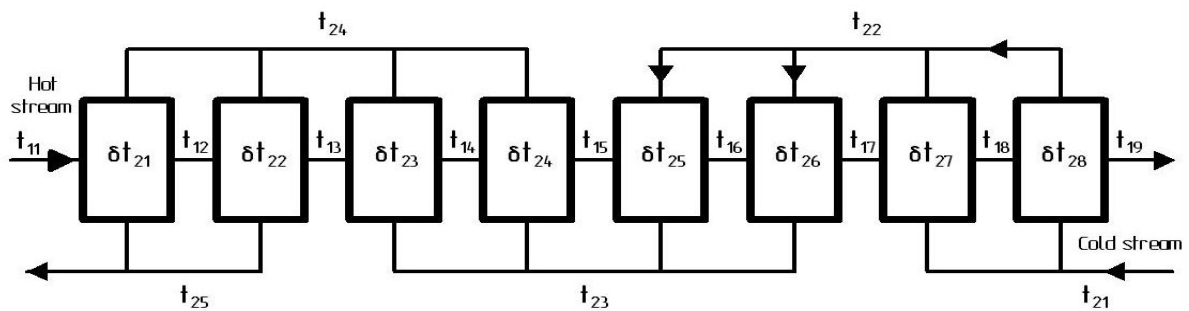 t₂₄
t₂₂
Hot
stream
t₁₁
δt₂₁
t₁₂
δt₂₂
t₁₃
δt₂₃
t₁₄
δt₂₄
t₁₅
δt₂₅
t₁₆
δt₂₆
t₁₇
δt₂₇
t₁₈
δt₂₈
t₁₉
Cold stream
t₂₅
t₂₃
t₂₁